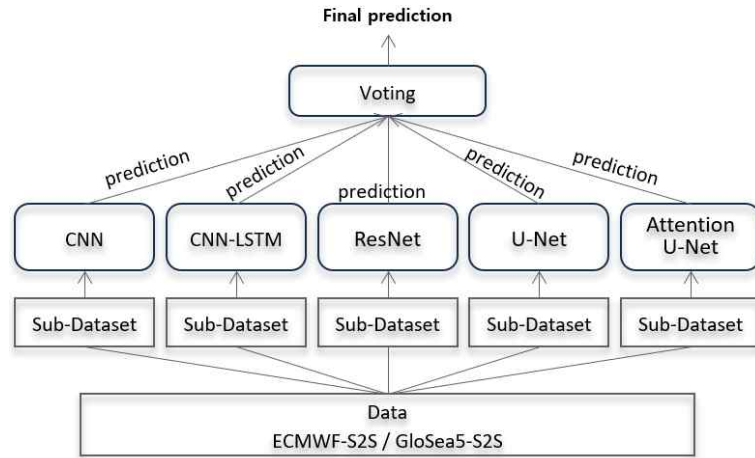 Final prediction
Voting
prediction
prediction
prediction
prediction
prediction
CNN
CNN-LSTM
ResNet
U-Net
Attention
U-Net
Sub-Dataset
Sub-Dataset
Sub-Dataset
Sub-Dataset
Sub-Dataset
Data
ECMWF-S2S / GloSea5-S2S